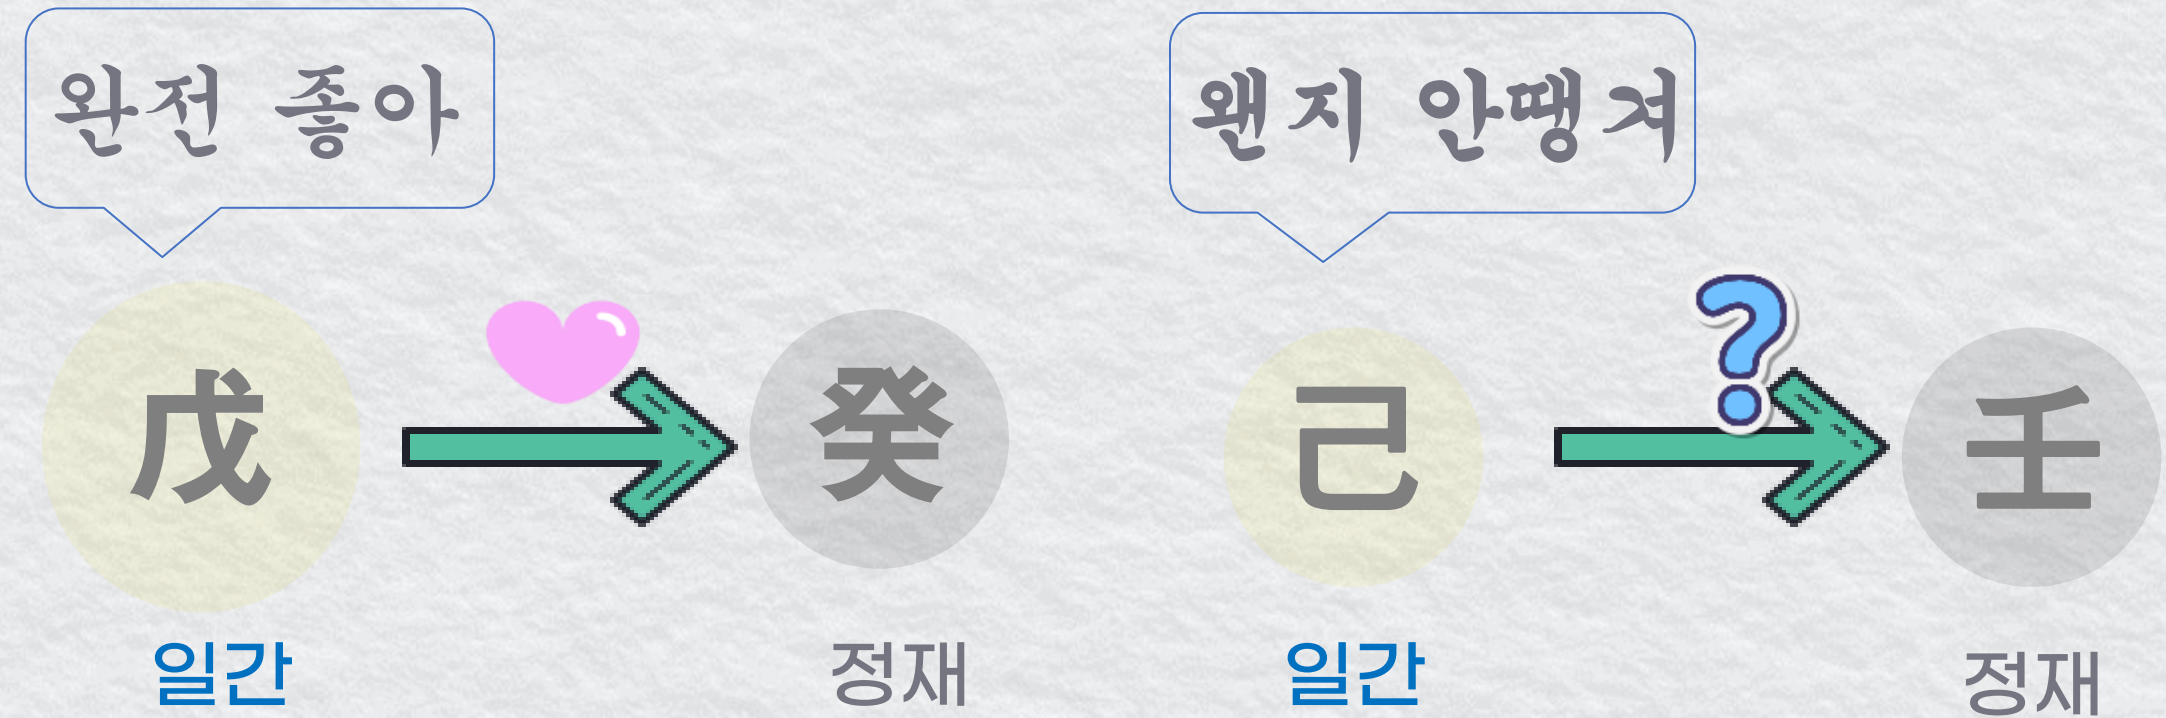 완전 좋아
왠지 안땡겨
戊
癸
己
壬
일간
정재
일간
정재